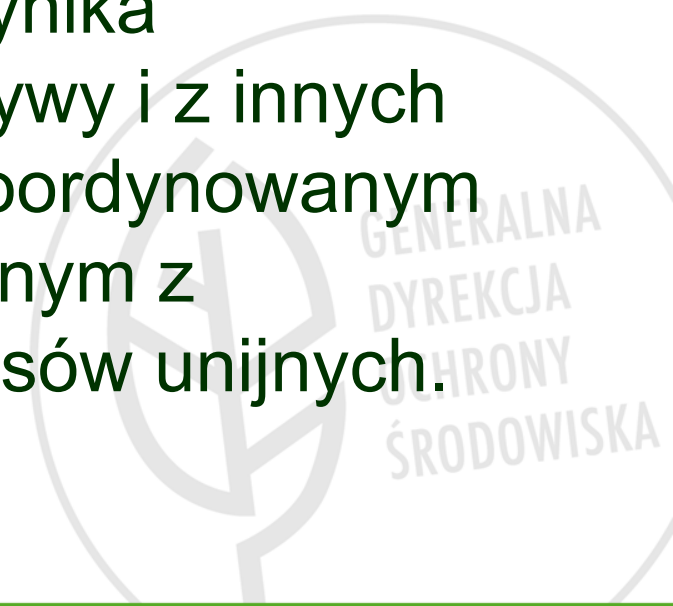 ynika
ywy i z innych
oordynowanym
nym z
sów unijnych.
GENERALNA
DYREKCJA
OCHRONY
ŚRODOWISKA